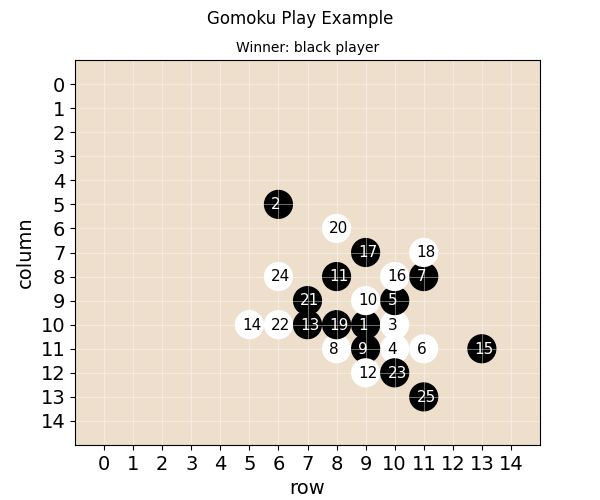 Gomoku Play Example
Winner: black player
0
1
2
3
4
5 2
6 20
7 17 18
column
8 24 11 16 7
9 21 10 5
10 14 22 13 19 1 3
11 8 9 4 6 15
12 12 23
13 25
14
0 1 2 3 4 5 6 7 8 9 10 11 12 13 14
row